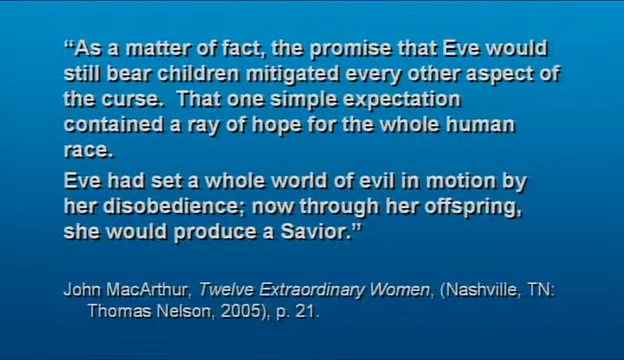 “As a matter of fact, the promise that Eve would
still bear children mitigated every other aspect of
the curse.  That one simple expectation
contained a ray of hope for the whole human
race.
Eve had set a whole world of evil in motion by
her disobedience; now through her offspring,
she would produce a Savior.”
John MacArthur, Twelve Extraordinary Women, (Nashville, TN:
Thomas Nelson, 2005), p. 21.